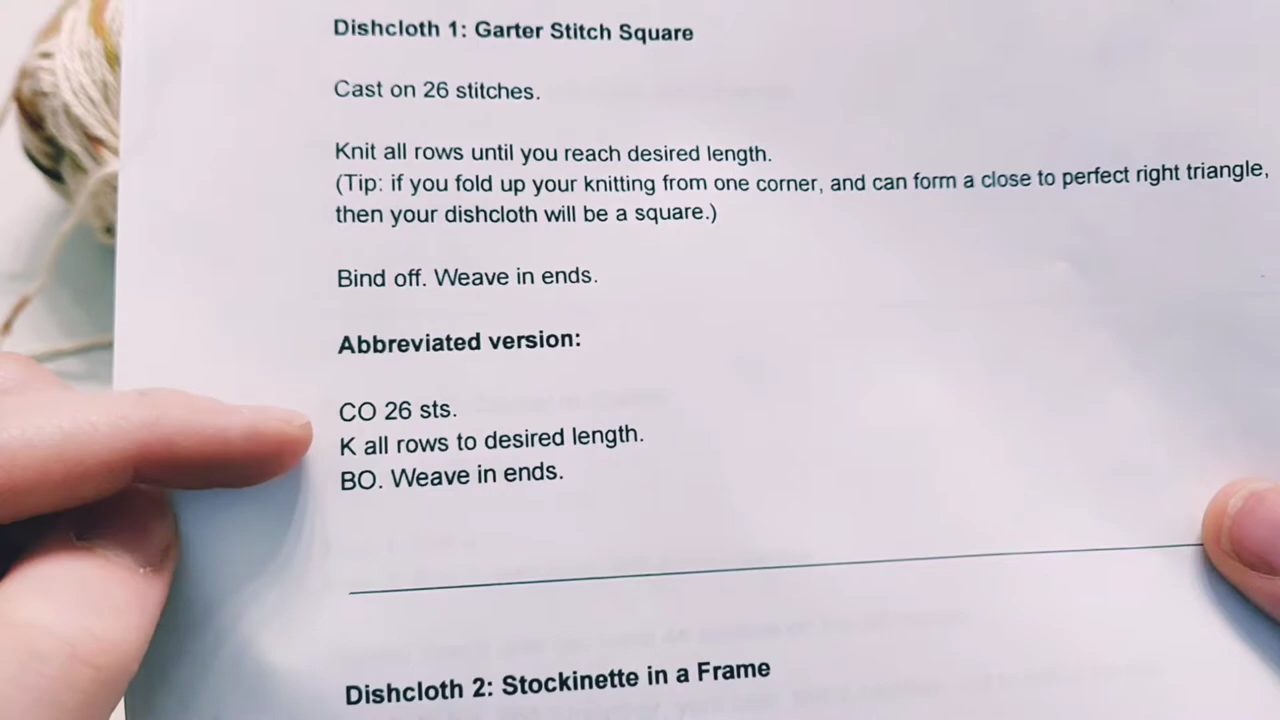 Dishcloth 1: Garter Stitch Square
Cast on 26 stitches.
Knit all rows until you reach desired length.
(Tip: if you fold up your knitting from one corner, and can form a close to perfect right triangle,
then your dishcloth will be a square.)
Bind off. Weave in ends.
Abbreviated version:
CO 26 sts.
K all rows to desired length.
BO. Weave in ends.
Dishcloth 2: Stockinette in a Frame